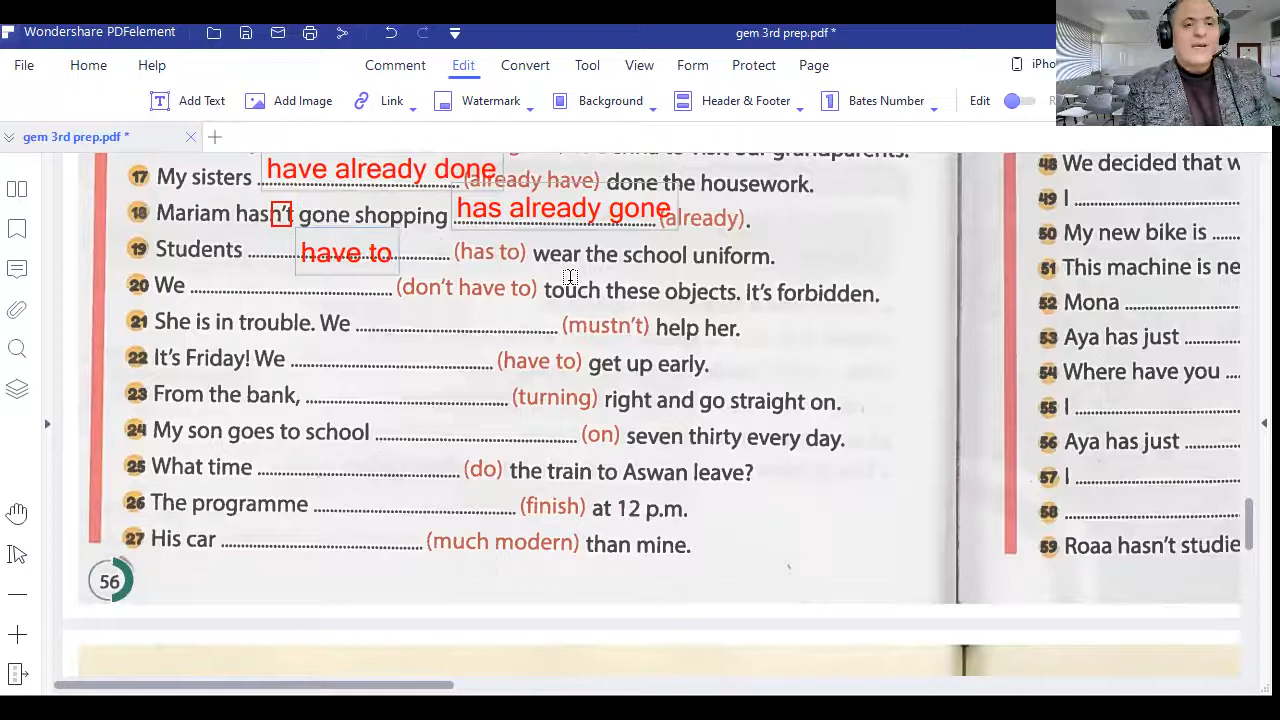 Wondershare PDFelement
gem 3rd prep.pdf *
File Home Help Comment Edit Convert Tool View Form Protect Page
Add Text Add Image Link Watermark Background Header & Footer Bates Number Edit
gem 3rd prep.pdf *
have already done
17 My sisters .......... (already have) done the housework.
has already gone
18 Mariam hasn't gone shopping .......... (already).
19 Students .......... have to (has to) wear the school uniform.
20 We .......... (don't have to) touch these objects. It's forbidden.
21 She is in trouble. We .......... (mustn't) help her.
22 It's Friday! We .......... (have to) get up early.
23 From the bank, .......... (turning) right and go straight on.
24 My son goes to school .......... (on) seven thirty every day.
25 What time .......... (do) the train to Aswan leave?
26 The programme .......... (finish) at 12 p.m.
27 His car .......... (much modern) than mine.
56
48 We decided that w
49 I ..........
50 My new bike is ......
51 This machine is ne
52 Mona ..........
53 Aya has just ..........
54 Where have you ....
55 I ..........
56 Aya has just ..........
57 I ..........
58 ..........
59 Roaa hasn't studie